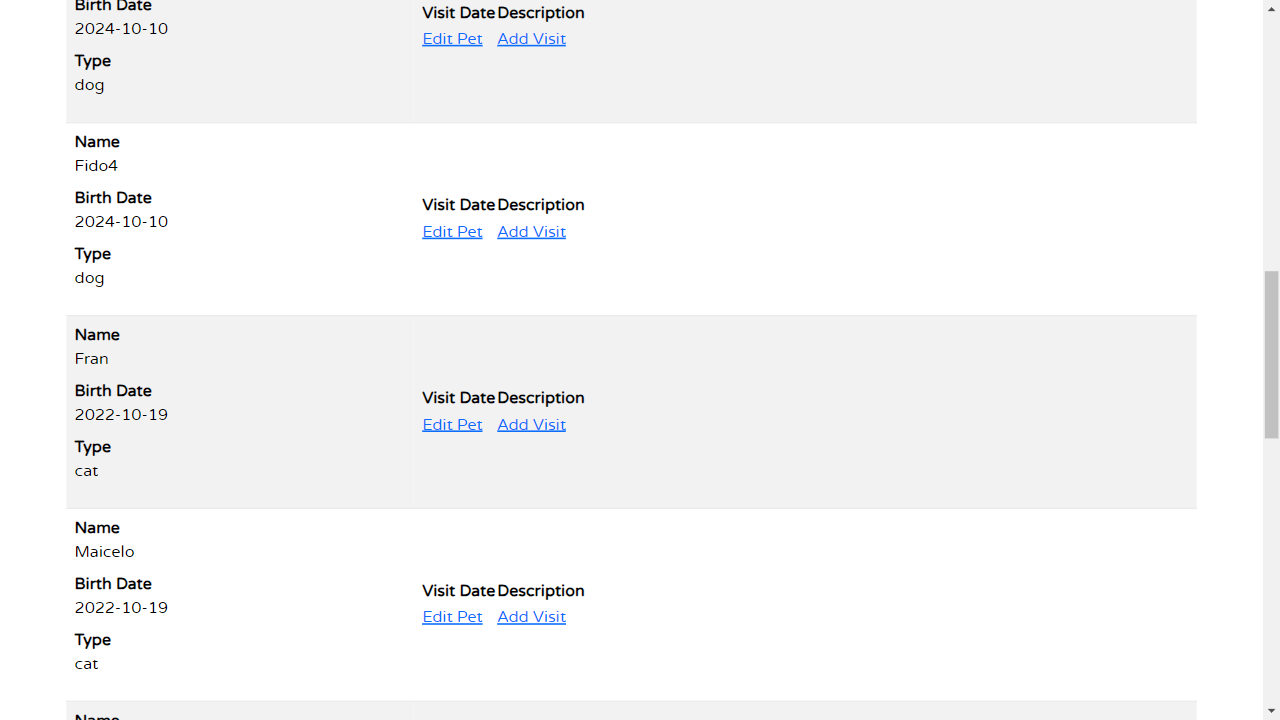 Birth Date
2024-10-10
Type
dog
Visit Date Description
Edit Pet Add Visit
Name
Fido4
Birth Date
2024-10-10
Type
dog
Visit Date Description
Edit Pet Add Visit
Name
Fran
Birth Date
2022-10-19
Type
cat
Visit Date Description
Edit Pet Add Visit
Name
Maicelo
Birth Date
2022-10-19
Type
cat
Visit Date Description
Edit Pet Add Visit
Name